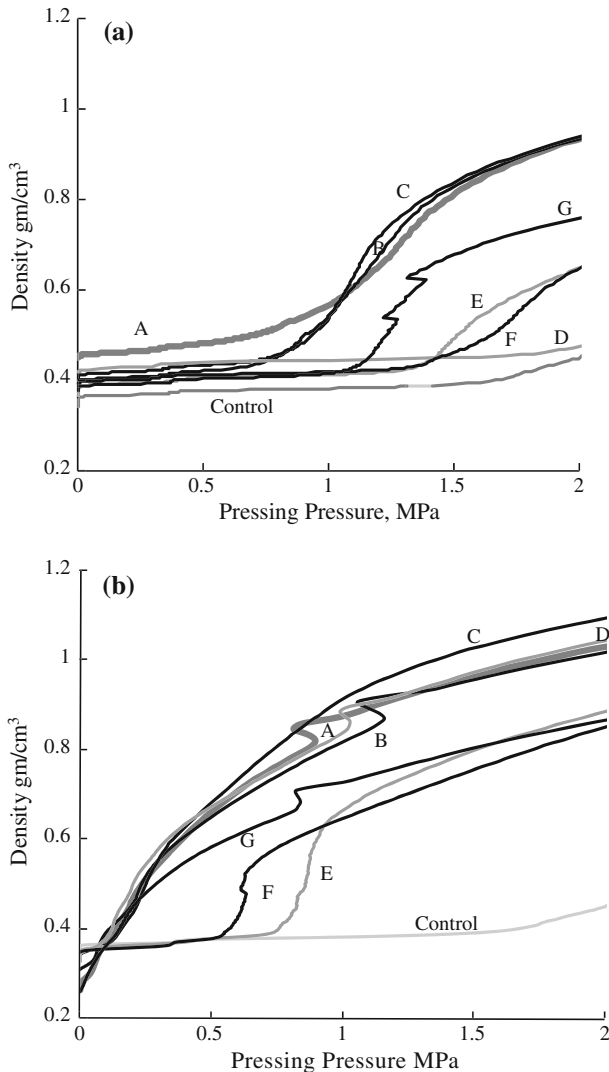 (a)
1.2
1
0.8
0.6
0.4
0.2
Density gm/cm³
C
B
G
A
E
F
D
Control
0 0.5 1 1.5 2
Pressing Pressure, MPa
(b)
1.2
1
0.8
0.6
0.4
0.2
Density gm/cm³
C
D
A
B
G
F
E
Control
0 0.5 1 1.5 2
Pressing Pressure MPa